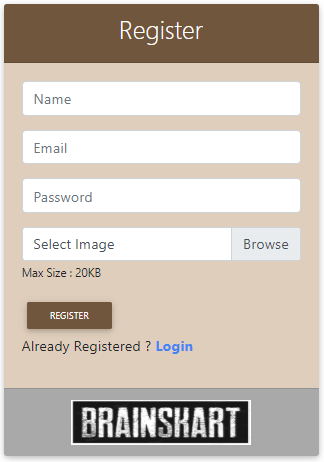 Register
Name
Email
Password
Select Image Browse
Max Size : 20KB
REGISTER
Already Registered ? Login
BRAINSKART